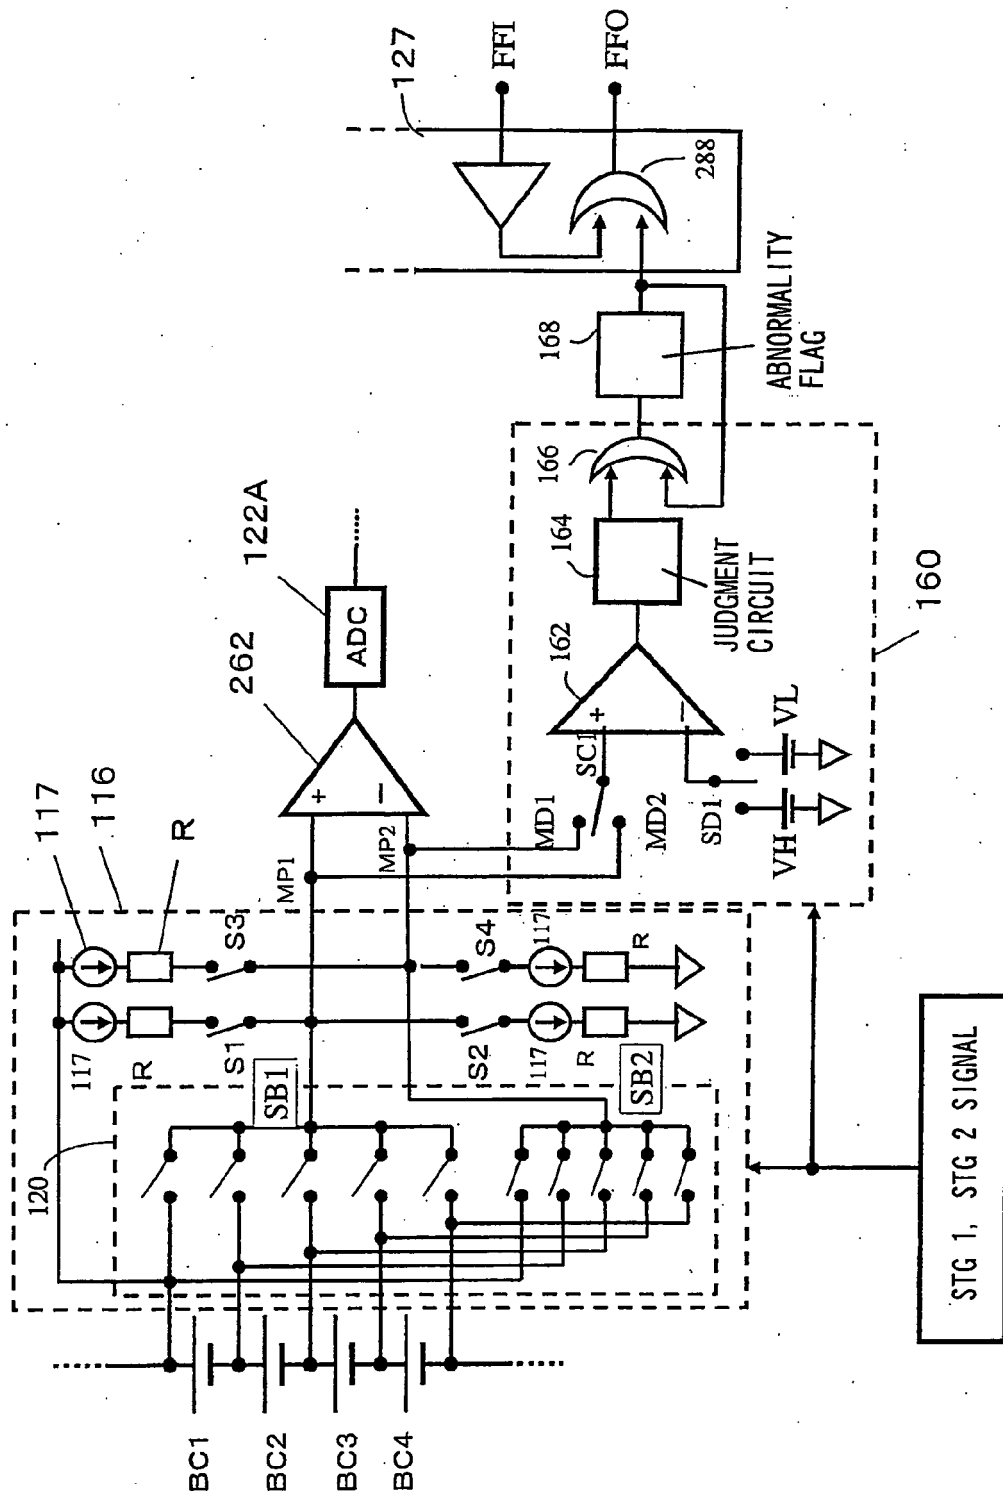 117
116
R
262
122A
120
117
R
S1
S3
SB1
MP1
MP2
+
−
ADC
S2
S4
117
117
R
R
SB2
BC1
BC2
BC3
BC4
MD1
MD2
SC1
SD1
VH
VL
162
+
−
164
JUDGMENT
CIRCUIT
166
168
ABNORMALITY
FLAG
160
127
FFI
FFO
288
STG 1, STG 2 SIGNAL